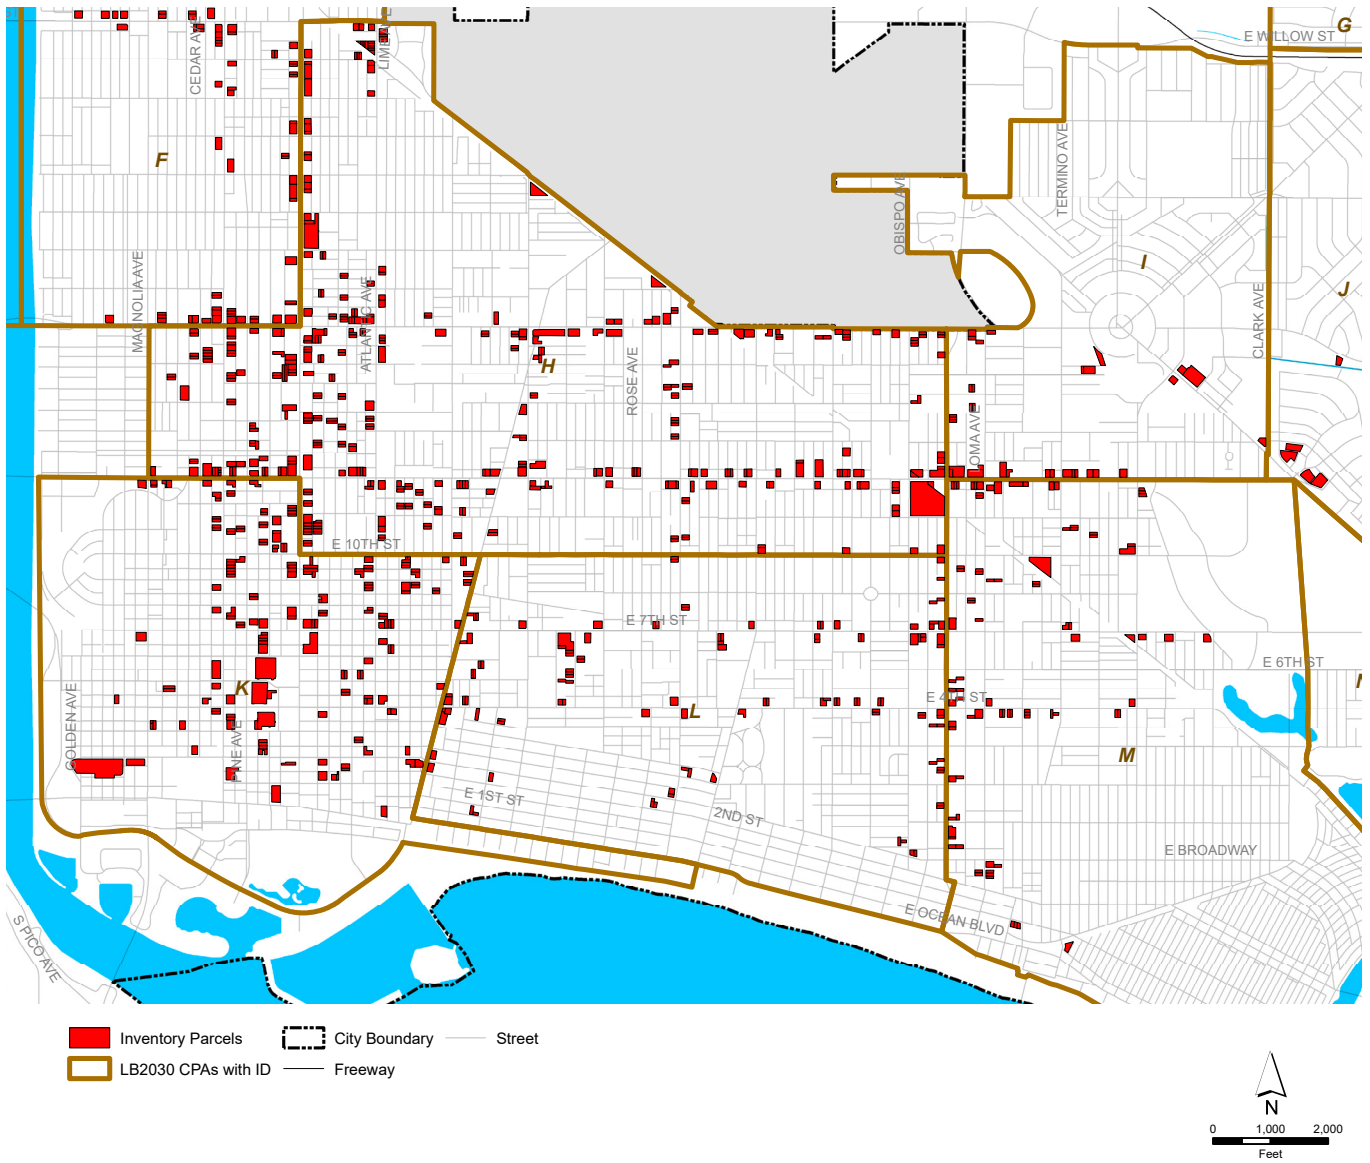 G
E WILLOW ST
CEDAR AVE
LIME AVE
F
TERMINO AVE
OBISPO AVE
I
J
MAGNOLIA AVE
ATLANTIC AVE
CLARK AVE
H
ROSE AVE
LOMA AVE
E 10TH ST
E 7TH ST
E 6TH ST
K
E 4TH ST
L
GOLDEN AVE
PINE AVE
M
E 1ST ST
2ND ST
E BROADWAY
E OCEAN BLVD
S PICO AVE
Inventory Parcels
City Boundary
Street
LB2030 CPAs with ID
Freeway
N
0 1,000 2,000
Feet